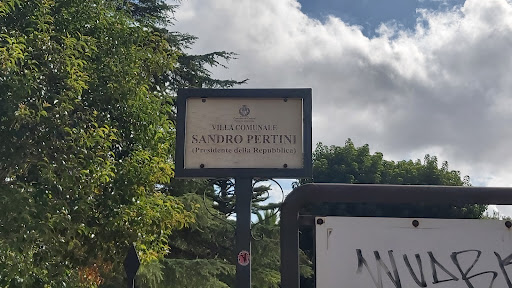 VILLA COMUNALE
SANDRO PERTINI
(Presidente della Repubblica)